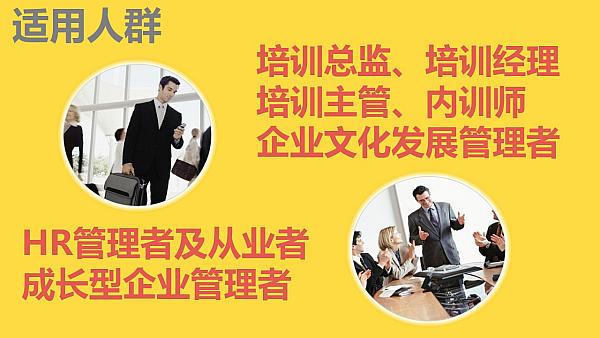 适用人群
培训总监、培训经理
培训主管、内训师
企业文化发展管理者
HR管理者及从业者
成长型企业管理者